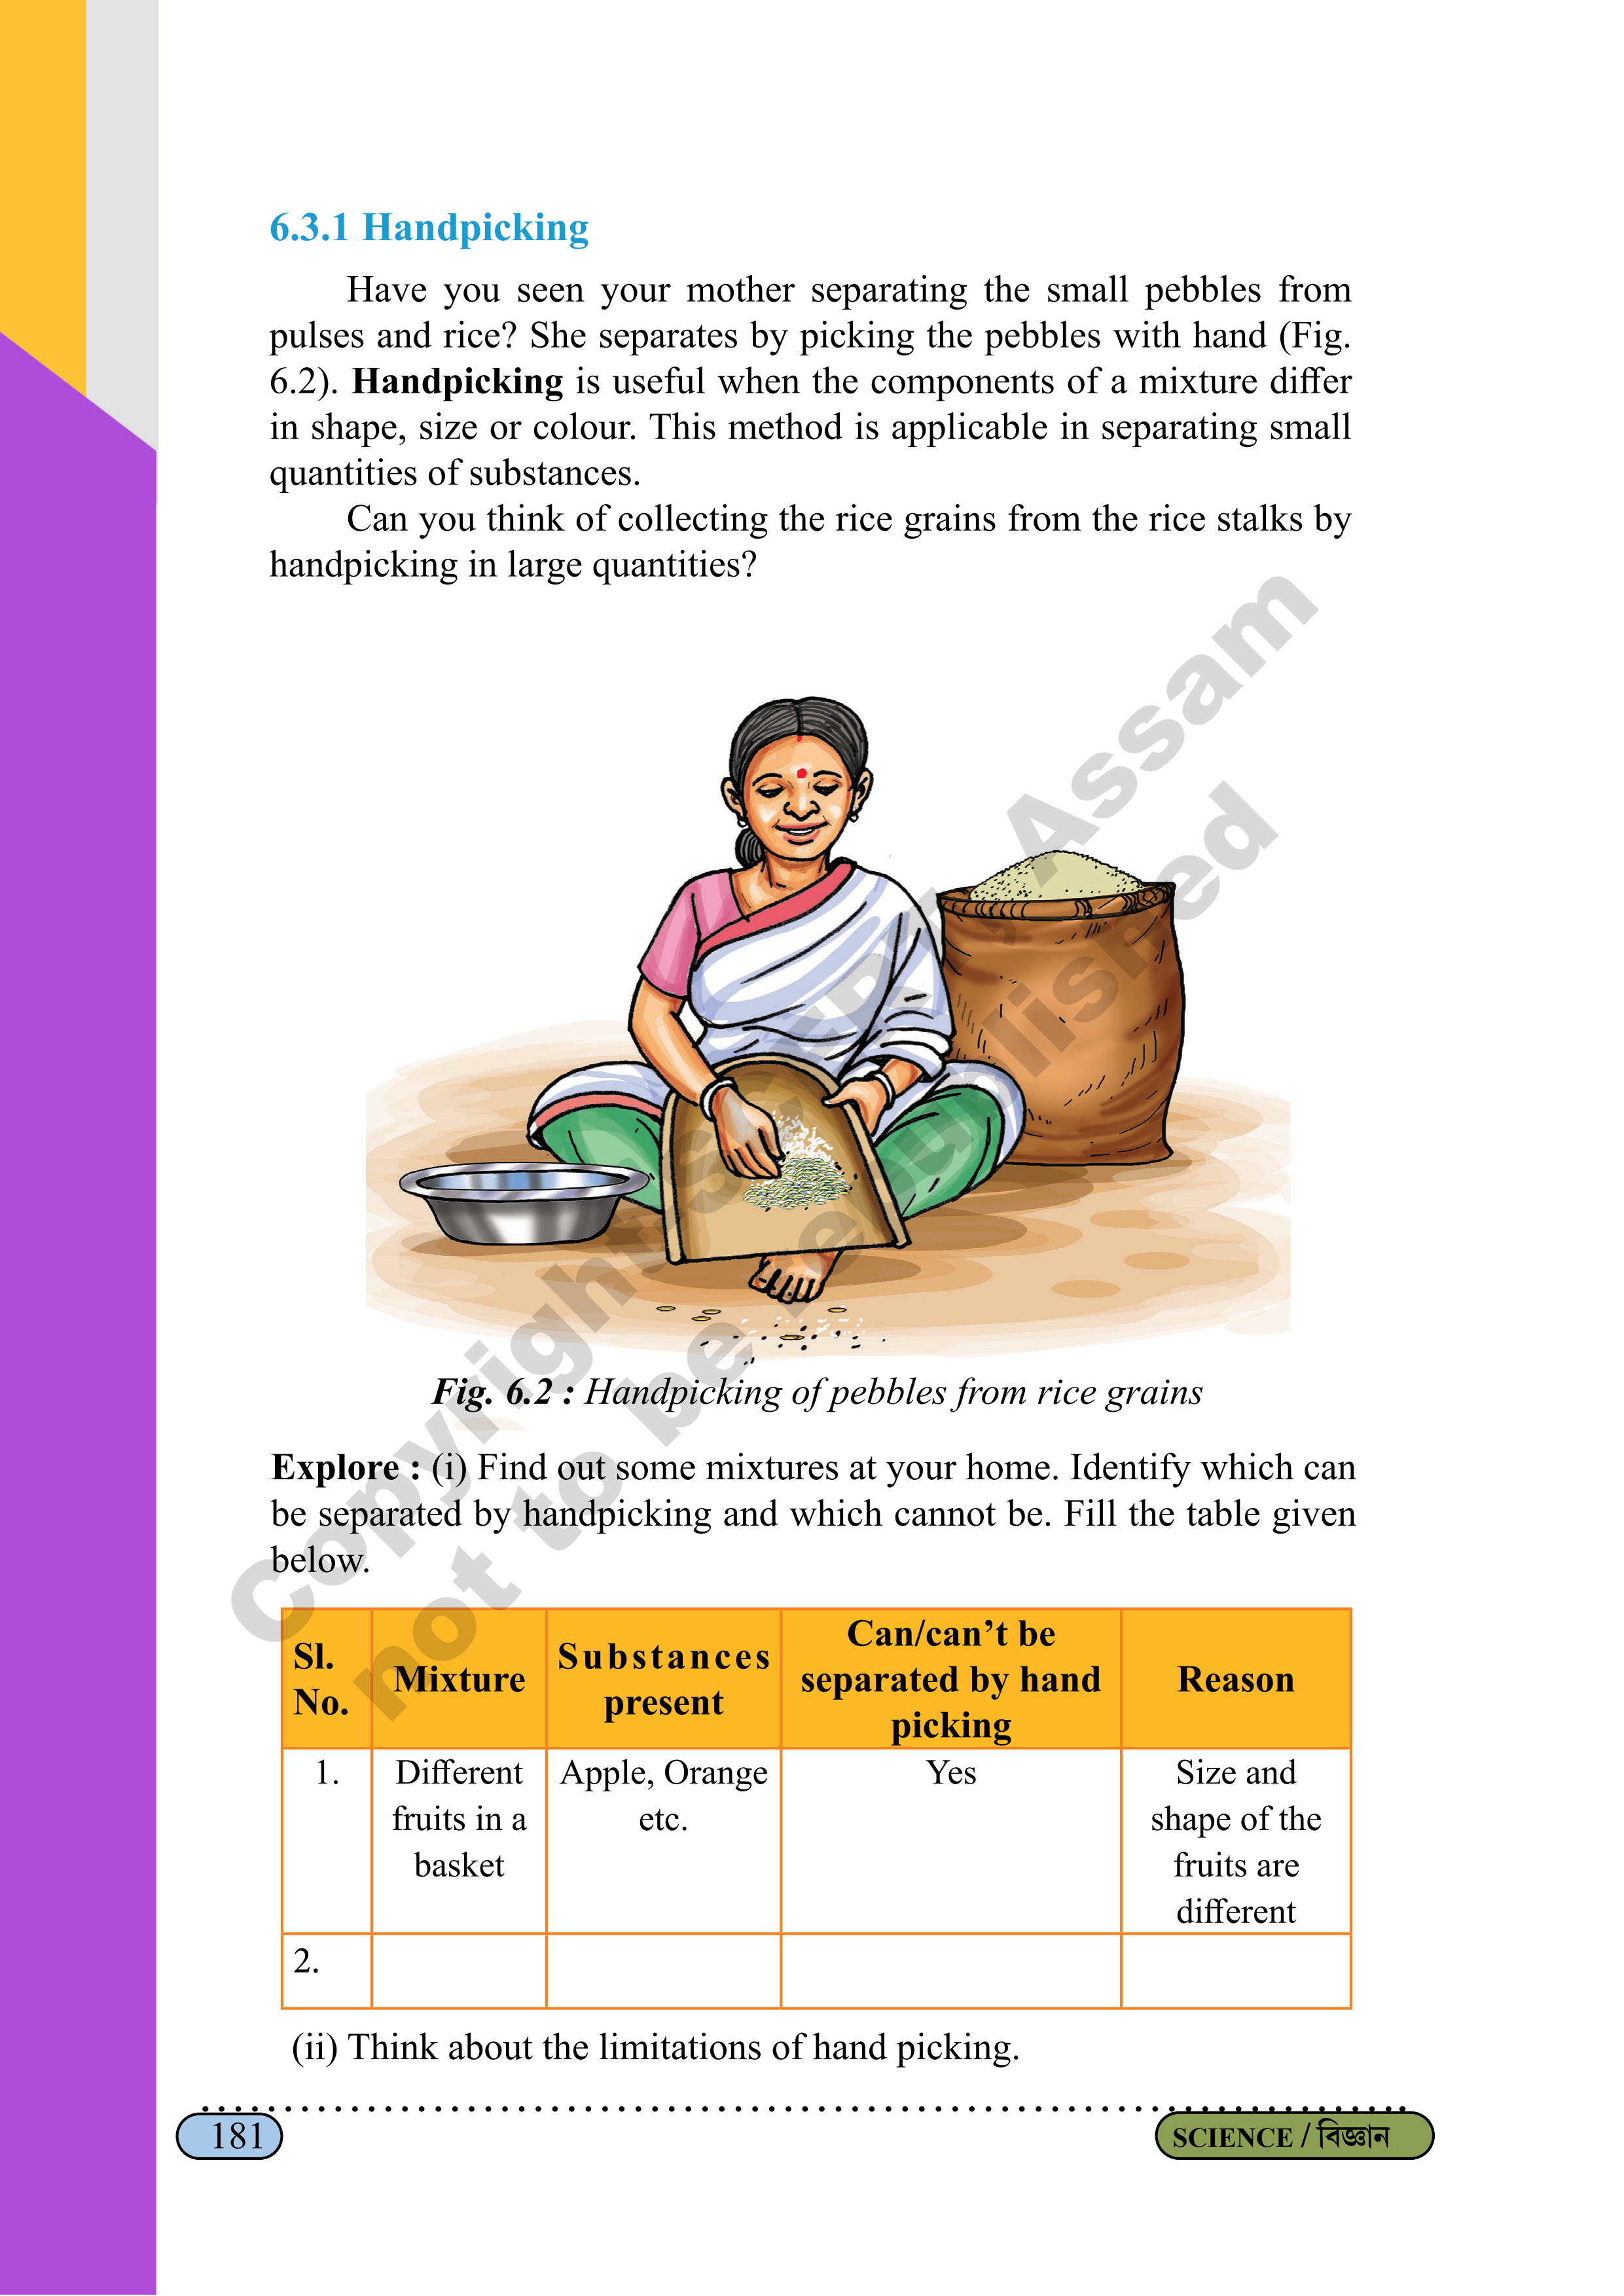 6.3.1 Handpicking
Have you seen your mother separating the small pebbles from
pulses and rice? She separates by picking the pebbles with hand (Fig.
6.2). Handpicking is useful when the components of a mixture differ
in shape, size or colour. This method is applicable in separating small
quantities of substances.
Can you think of collecting the rice grains from the rice stalks by
handpicking in large quantities?
Fig. 6.2 : Handpicking of pebbles from rice grains
Explore : (i) Find out some mixtures at your home. Identify which can
be separated by handpicking and which cannot be. Fill the table given
below.
Sl.
No.
Mixture
Substances
present
Can/can’t be
separated by hand
picking
Reason
1.
Different
fruits in a
basket
Apple, Orange
etc.
Yes
Size and
shape of the
fruits are
different
2.
(ii) Think about the limitations of hand picking.
181
SCIENCE / বিজ্ঞান
Copyright SCERT, Assam
not to be republished